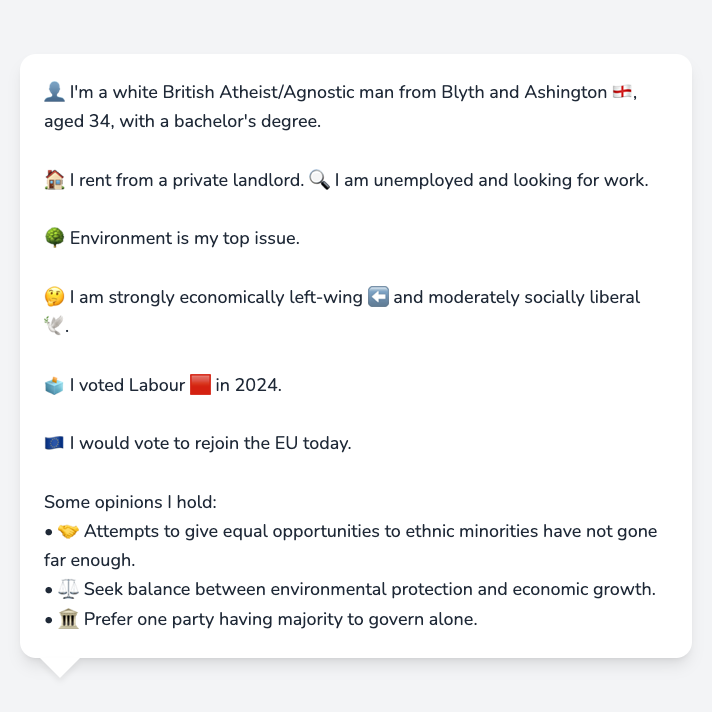 👤 I'm a white British Atheist/Agnostic man from Blyth and Ashington 🏴󠁧󠁢󠁥󠁮󠁧󠁿,
aged 34, with a bachelor's degree.
🏠 I rent from a private landlord. 🔍 I am unemployed and looking for work.
🌳 Environment is my top issue.
🤔 I am strongly economically left-wing ⬅️ and moderately socially liberal
🕊️.
🗳️ I voted Labour 🟥 in 2024.
🇪🇺 I would vote to rejoin the EU today.
Some opinions I hold:
• 🤝 Attempts to give equal opportunities to ethnic minorities have not gone
far enough.
• ⚖️ Seek balance between environmental protection and economic growth.
• 🏛️ Prefer one party having majority to govern alone.